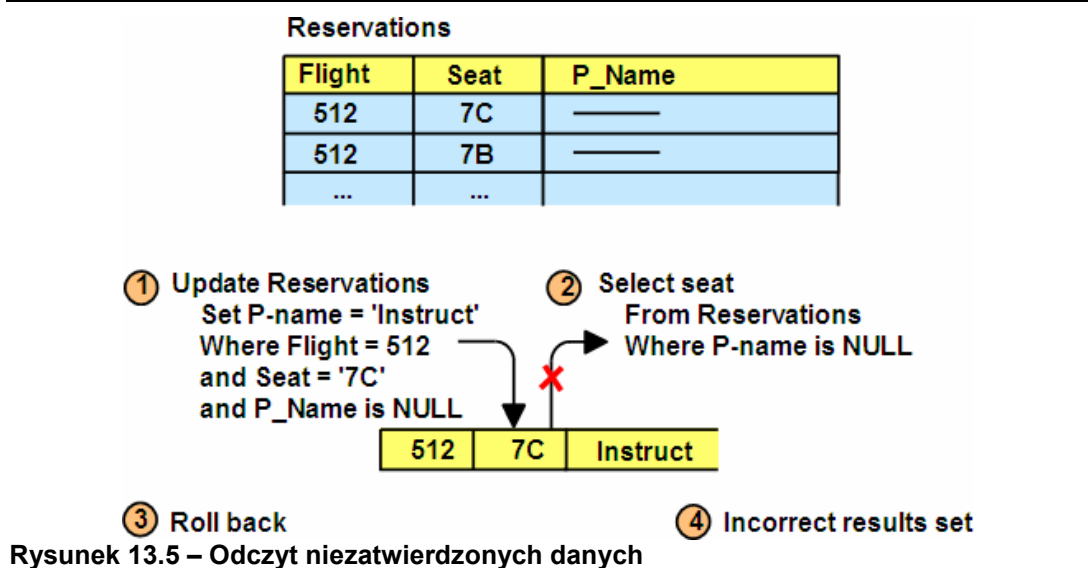 Reservations
Flight Seat P_Name
512 7C
512 7B
... ...
1 Update Reservations
Set P-name = 'Instruct'
Where Flight = 512
and Seat = '7C'
and P_Name is NULL
2 Select seat
From Reservations
Where P-name is NULL
512 7C Instruct
3 Roll back
4 Incorrect results set
Rysunek 13.5 – Odczyt niezatwierdzonych danych